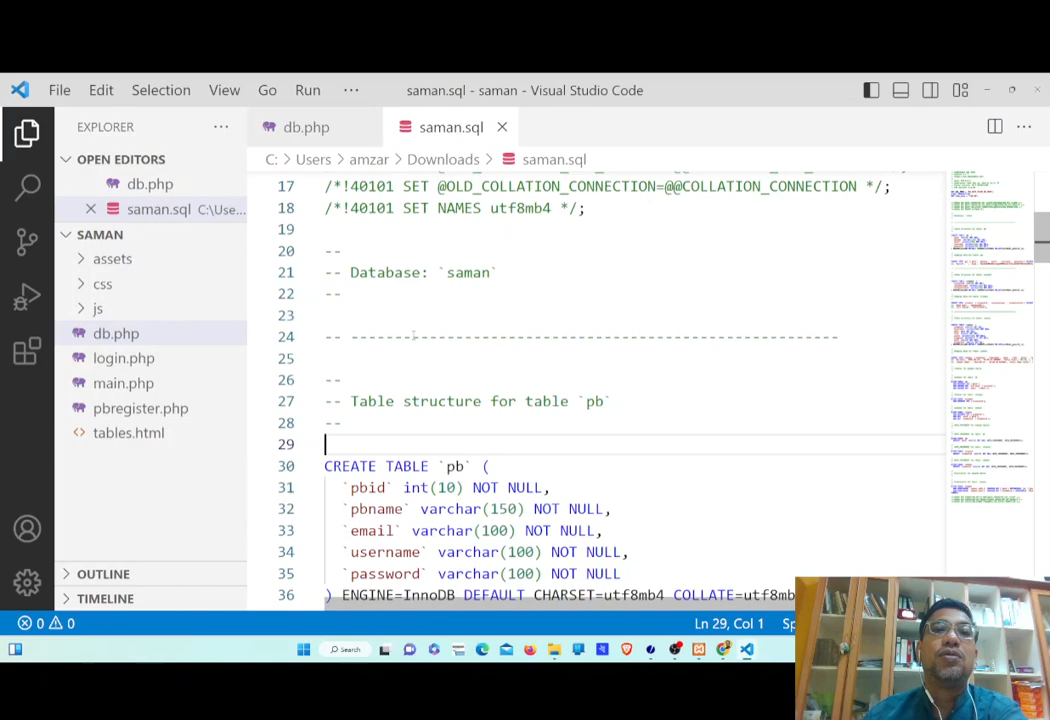 File Edit Selection View Go Run ··· saman.sql - saman - Visual Studio Code
EXPLORER ···
db.php
saman.sql
OPEN EDITORS
db.php
saman.sql C:\Use...
SAMAN
assets
css
js
db.php
login.php
main.php
pbregister.php
tables.html
OUTLINE
TIMELINE
C: > Users > amzar > Downloads > saman.sql
17 /*!40101 SET @OLD_COLLATION_CONNECTION=@@COLLATION_CONNECTION */;
18 /*!40101 SET NAMES utf8mb4 */;
19
20 --
21 -- Database: `saman`
22 --
23
24 -- --------------------------------------------------------
25
26 --
27 -- Table structure for table `pb`
28 --
29
30 CREATE TABLE `pb` (
31 `pbid` int(10) NOT NULL,
32 `pbname` varchar(150) NOT NULL,
33 `email` varchar(100) NOT NULL,
34 `username` varchar(100) NOT NULL,
35 `password` varchar(100) NOT NULL
36 ) ENGINE=InnoDB DEFAULT CHARSET=utf8mb4 COLLATE=utf8mb
0 0 Ln 29, Col 1 Sp
Search